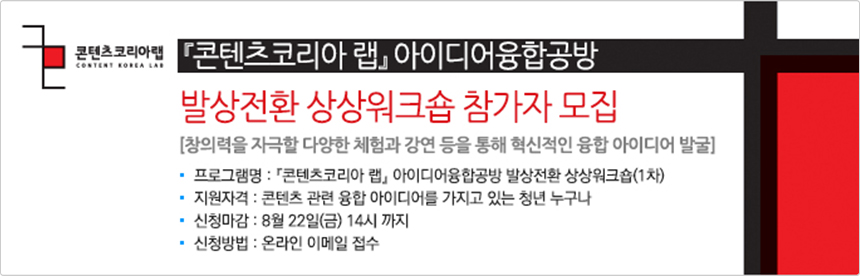 콘텐츠코리아랩
CONTENT KOREA LAB
『콘텐츠코리아 랩』 아이디어융합공방
발상전환 상상워크숍 참가자 모집
[창의력을 자극할 다양한 체험과 강연 등을 통해 혁신적인 융합 아이디어 발굴]
• 프로그램명 : 『콘텐츠코리아 랩』 아이디어융합공방 발상전환 상상워크숍(1차)
• 지원자격 : 콘텐츠 관련 융합 아이디어를 가지고 있는 청년 누구나
• 신청마감 : 8월 22일(금) 14시 까지
• 신청방법 : 온라인 이메일 접수